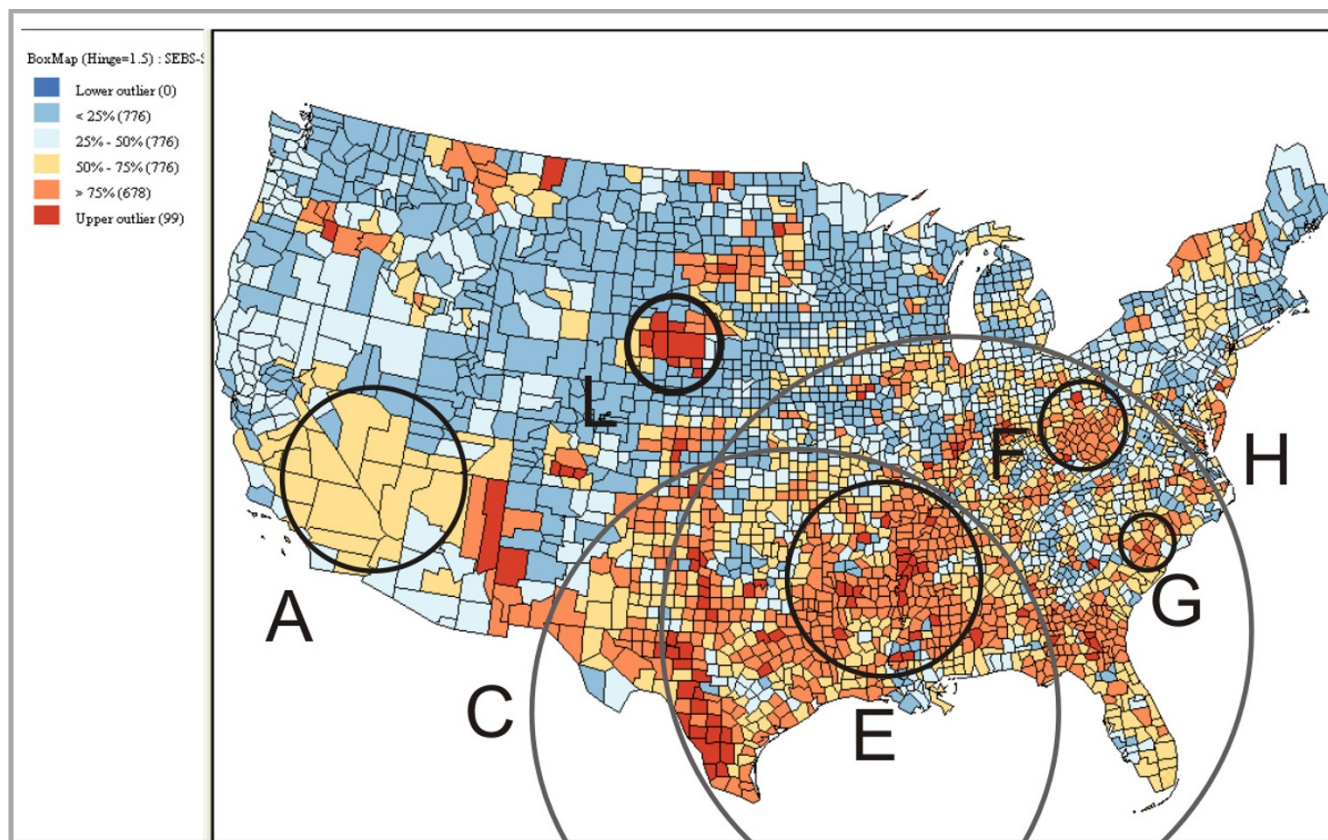 BoxMap (Hinge=1.5) : SEBS-S
Lower outlier (0)
< 25% (776)
25% - 50% (776)
50% - 75% (776)
> 75% (678)
Upper outlier (99)
L
F
H
A
G
C
E